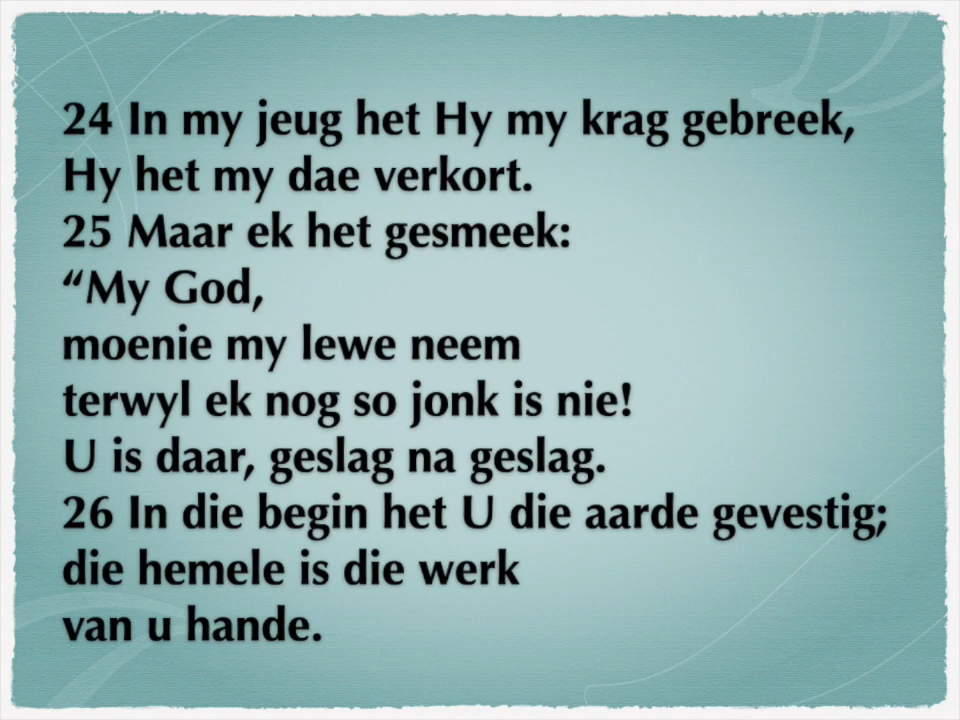 24 In my jeug het Hy my krag gebreek,
Hy het my dae verkort.
25 Maar ek het gesmeek:
“My God,
moenie my lewe neem
terwyl ek nog so jonk is nie!
U is daar, geslag na geslag.
26 In die begin het U die aarde gevestig;
die hemele is die werk
van u hande.